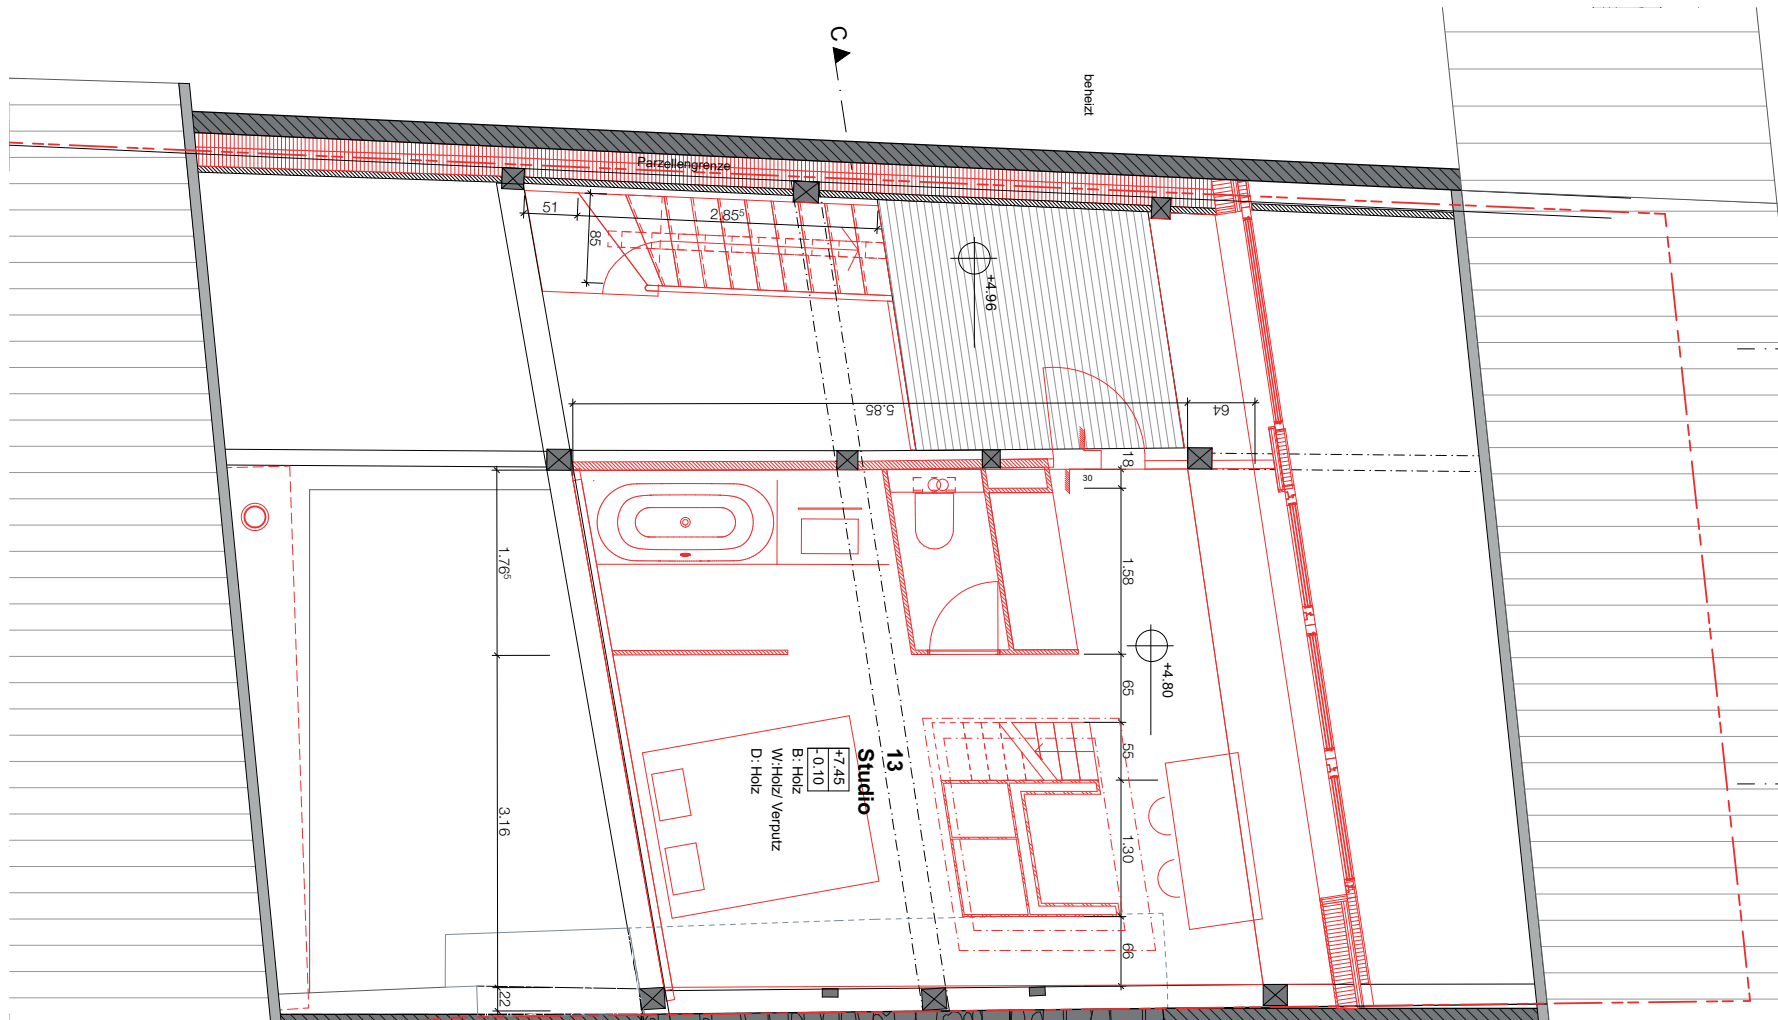 C
beheizt
Parzellengrenze
51
2.85⁵
85
+4.96
5.85
64
18
30
1.76⁵
1.58
+4.80
65
55
13
Studio
+7.45
-0.10
B: Holz
W:Holz/ Verputz
D: Holz
3.16
1.30
66
22